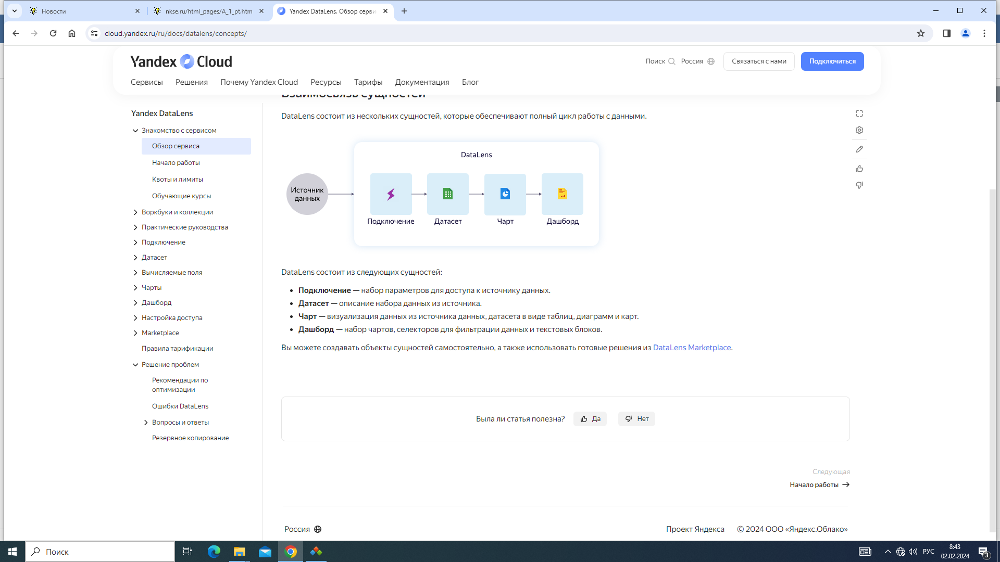 Новости
nkse.ru/html_pages/A_1_pt.htm
Yandex DataLens. Обзор серви
cloud.yandex.ru/ru/docs/datalens/concepts/
Yandex Cloud
Поиск
Россия
Связаться с нами
Подключиться
Сервисы
Решения
Почему Yandex Cloud
Ресурсы
Тарифы
Документация
Блог
Взаимосвязь сущностей
Yandex DataLens
Знакомство с сервисом
Обзор сервиса
Начало работы
Квоты и лимиты
Обучающие курсы
Воркбуки и коллекции
Практические руководства
Подключение
Датасет
Вычисляемые поля
Чарты
Дашборд
Настройка доступа
Marketplace
Правила тарификации
Решение проблем
Рекомендации по
оптимизации
Ошибки DataLens
Вопросы и ответы
Резервное копирование
DataLens состоит из нескольких сущностей, которые обеспечивают полный цикл работы с данными.
DataLens
Источник
данных
Подключение
Датасет
Чарт
Дашборд
DataLens состоит из следующих сущностей:
• Подключение — набор параметров для доступа к источнику данных.
• Датасет — описание набора данных из источника.
• Чарт — визуализация данных из источника данных, датасета в виде таблиц, диаграмм и карт.
• Дашборд — набор чартов, селекторов для фильтрации данных и текстовых блоков.
Вы можете создавать объекты сущностей самостоятельно, а также использовать готовые решения из DataLens Marketplace.
Была ли статья полезна?
Да
Нет
Следующая
Начало работы →
Россия
Проект Яндекса
© 2024 ООО «Яндекс.Облако»
Поиск
РУС
8:43
02.02.2024
3